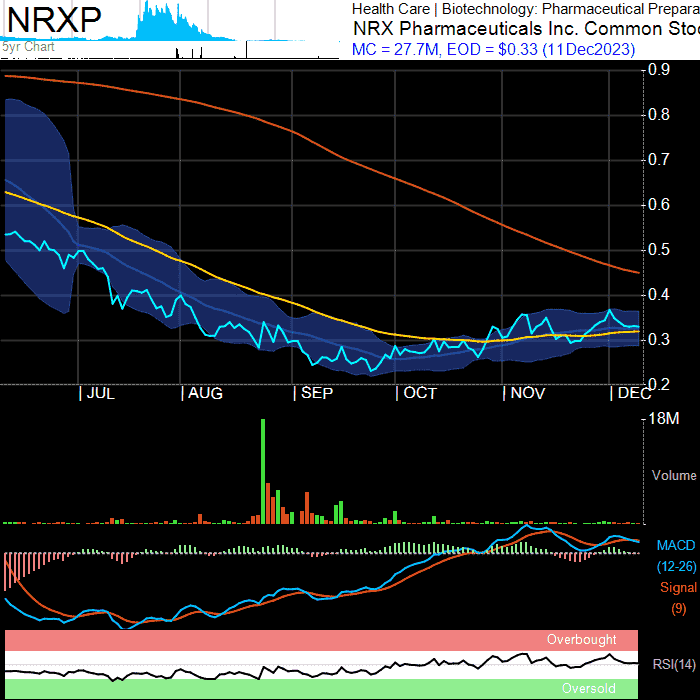 NRXP
5yr Chart
Health Care | Biotechnology: Pharmaceutical Prepara
NRX Pharmaceuticals Inc. Common Sto
MC = 27.7M, EOD = $0.33 (11Dec2023)
0.9
0.8
0.7
0.6
0.5
0.4
0.3
0.2
JUL
AUG
SEP
OCT
NOV
DEC
18M
Volume
MACD
(12-26)
Signal
(9)
Overbought
RSI(14)
Oversold